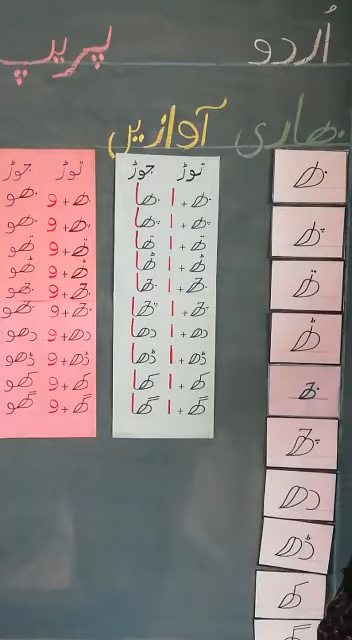 اُردو پریپ
بھاری آوازیں
بھ
پھ
تھ
ٹھ
جھ
چھ
دھ
ڈھ
کھ
توڑ جوڑ
بھ + ا بھا
پھ + ا پھا
تھ + ا تھا
ٹھ + ا ٹھا
جھ + ا جھا
چھ + ا چھا
دھ + ا دھا
ڈھ + ا ڈھا
کھ + ا کھا
گھ + ا گھا
توڑ جوڑ
بھ + و بھو
پھ + و پھو
تھ + و تھو
ٹھ + و ٹھو
جھ + و جھو
چھ + و چھو
دھ + و دھو
ڈھ + و ڈھو
کھ + و کھو
گھ + و گھو